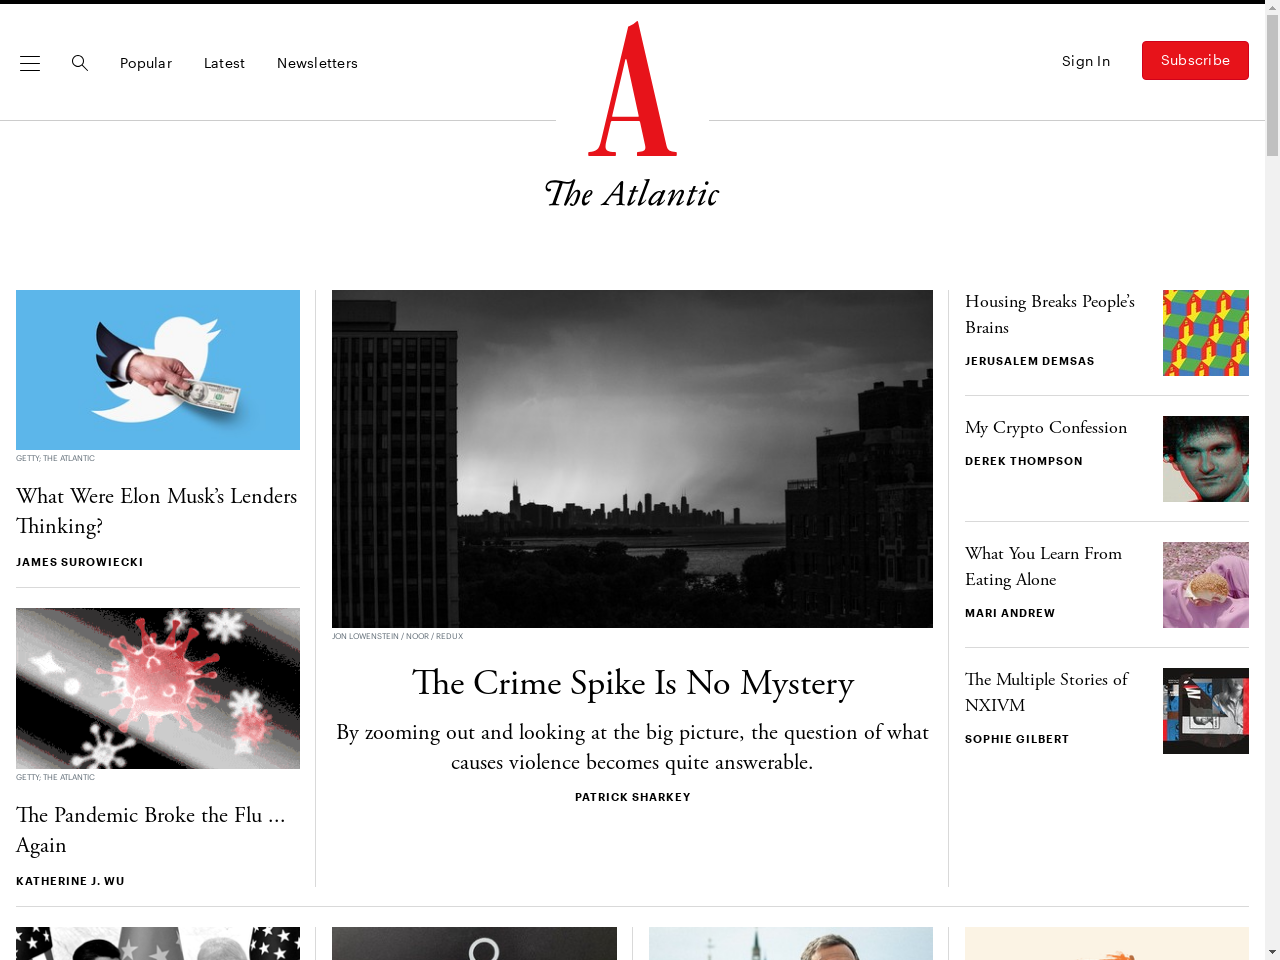 Popular
Latest
Newsletters
A
The Atlantic
Sign In
Subscribe
GETTY; THE ATLANTIC
What Were Elon Musk’s Lenders
Thinking?
JAMES SUROWIECKI
GETTY; THE ATLANTIC
The Pandemic Broke the Flu …
Again
KATHERINE J. WU
JON LOWENSTEIN / NOOR / REDUX
The Crime Spike Is No Mystery
By zooming out and looking at the big picture, the question of what
causes violence becomes quite answerable.
PATRICK SHARKEY
Housing Breaks People’s
Brains
JERUSALEM DEMSAS
My Crypto Confession
DEREK THOMPSON
What You Learn From
Eating Alone
MARI ANDREW
The Multiple Stories of
NXIVM
SOPHIE GILBERT